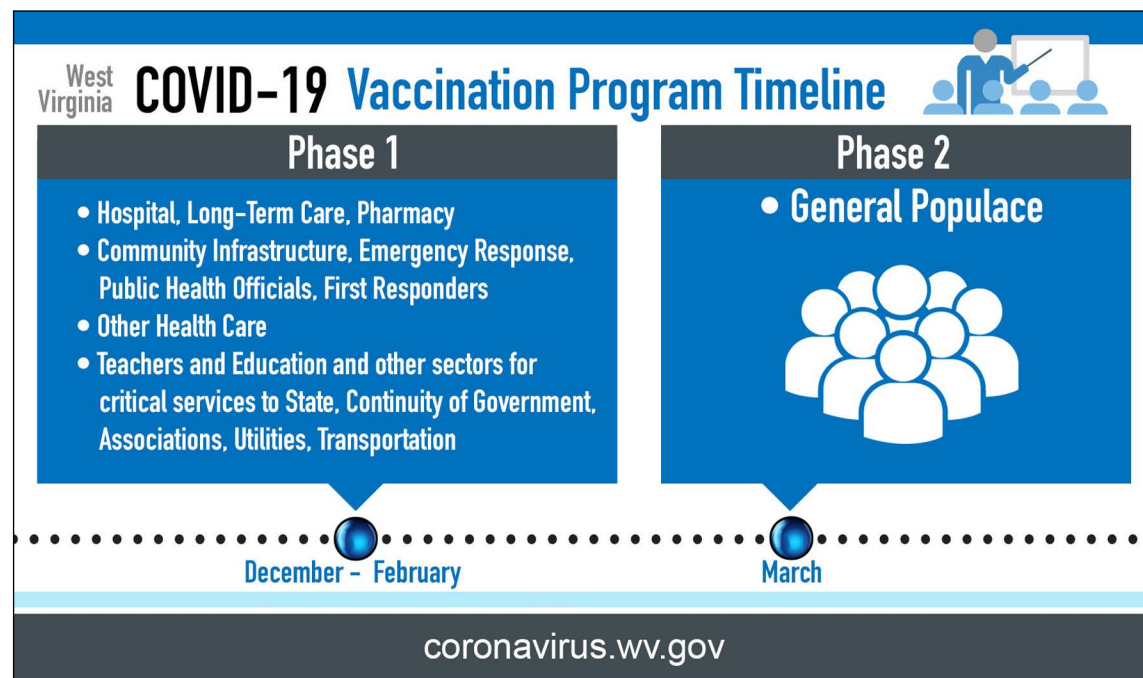 West
Virginia
COVID-19 Vaccination Program Timeline
Phase 1
• Hospital, Long-Term Care, Pharmacy
• Community Infrastructure, Emergency Response,
Public Health Officials, First Responders
• Other Health Care
• Teachers and Education and other sectors for
critical services to State, Continuity of Government,
Associations, Utilities, Transportation
December - February
Phase 2
• General Populace
March
coronavirus.wv.gov